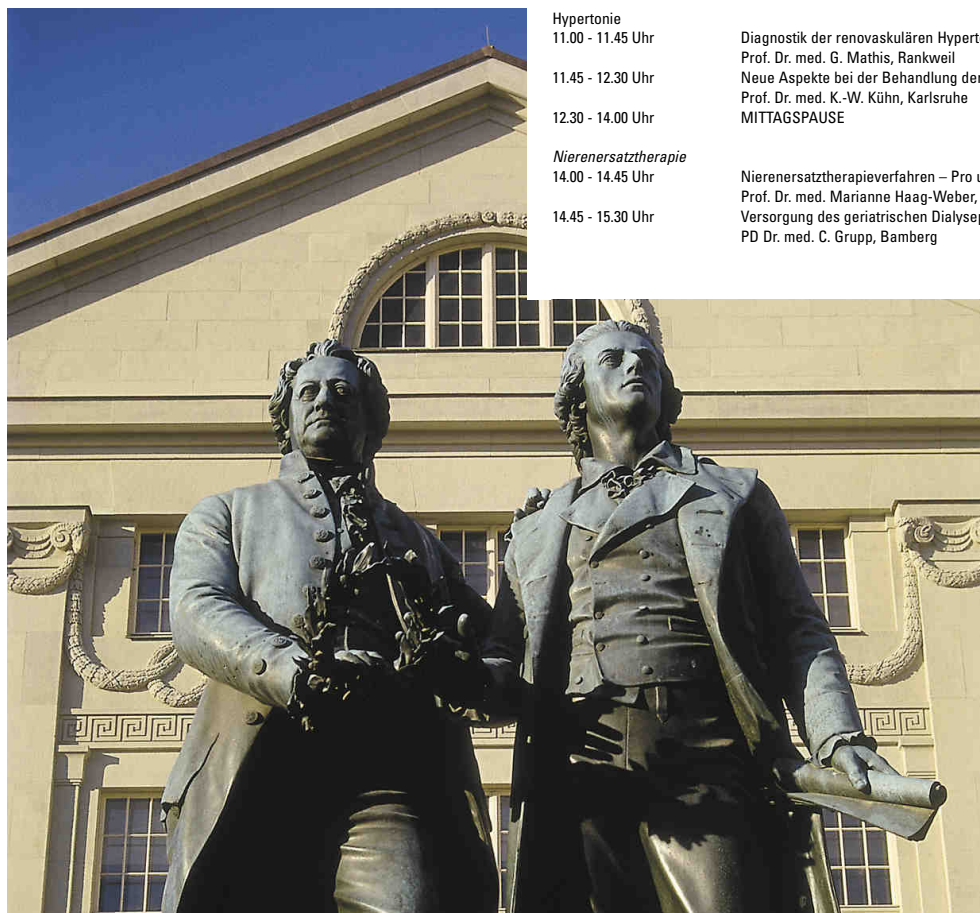 Hypertonie
11.00 - 11.45 Uhr Diagnostik der renovaskulären
Prof. Dr. med. G. Mathis, Rankweil
11.45 - 12.30 Uhr Neue Aspekte bei der Behandlung
Prof. Dr. med. K.-W. Kühn, Karlsruhe
12.30 - 14.00 Uhr MITTAGSPAUSE
Nierenersatztherapie
14.00 - 14.45 Uhr Nierenersatztherapieverfahren – Pro
Prof. Dr. med. Marianne Haag-Weber,
14.45 - 15.30 Uhr Versorgung des geriatrischen
PD Dr. med. C. Grupp, Bamberg